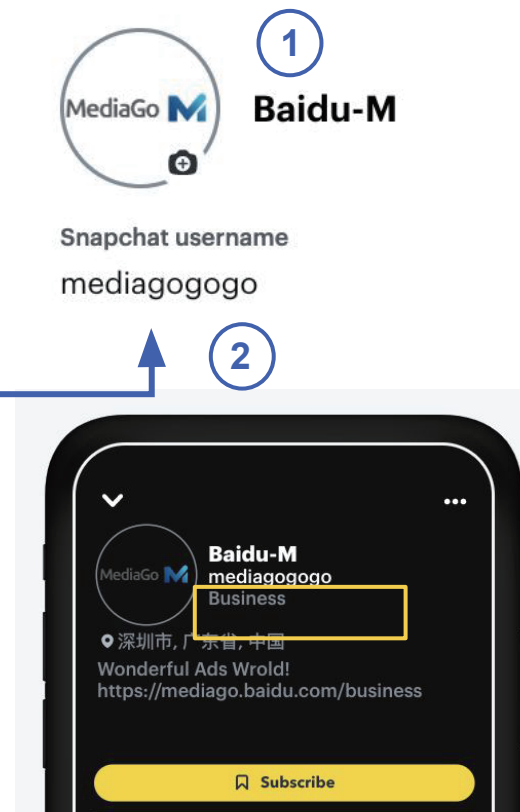 1
MediaGo
Baidu-M
Snapchat username
mediagogogo
2
MediaGo
Baidu-M
mediagogogo
Business
深圳市, 广东省, 中国
Wonderful Ads Wrold!
https://mediago.baidu.com/business
Subscribe